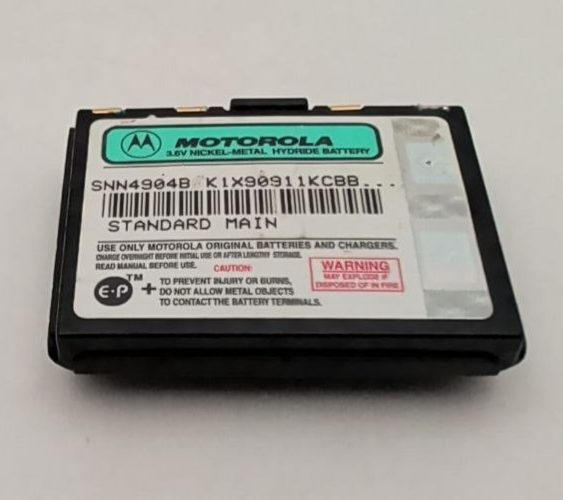 MOTOROLA
3.6V NICKEL-METAL HYDRIDE BATTERY
SNN4904B K1X90911KCBB...
STANDARD MAIN
USE ONLY MOTOROLA ORIGINAL BATTERIES AND CHARGERS.
CHARGE OVERNIGHT BEFORE INITIAL USE OR AFTER LENGTHY STORAGE.
READ MANUAL BEFORE USE.
CAUTION:
E·P™ +
TO PREVENT INJURY OR BURNS,
DO NOT ALLOW METAL OBJECTS
TO CONTACT THE BATTERY TERMINALS.
WARNING
MAY EXPLODE IF
DISPOSED OF IN FIRE